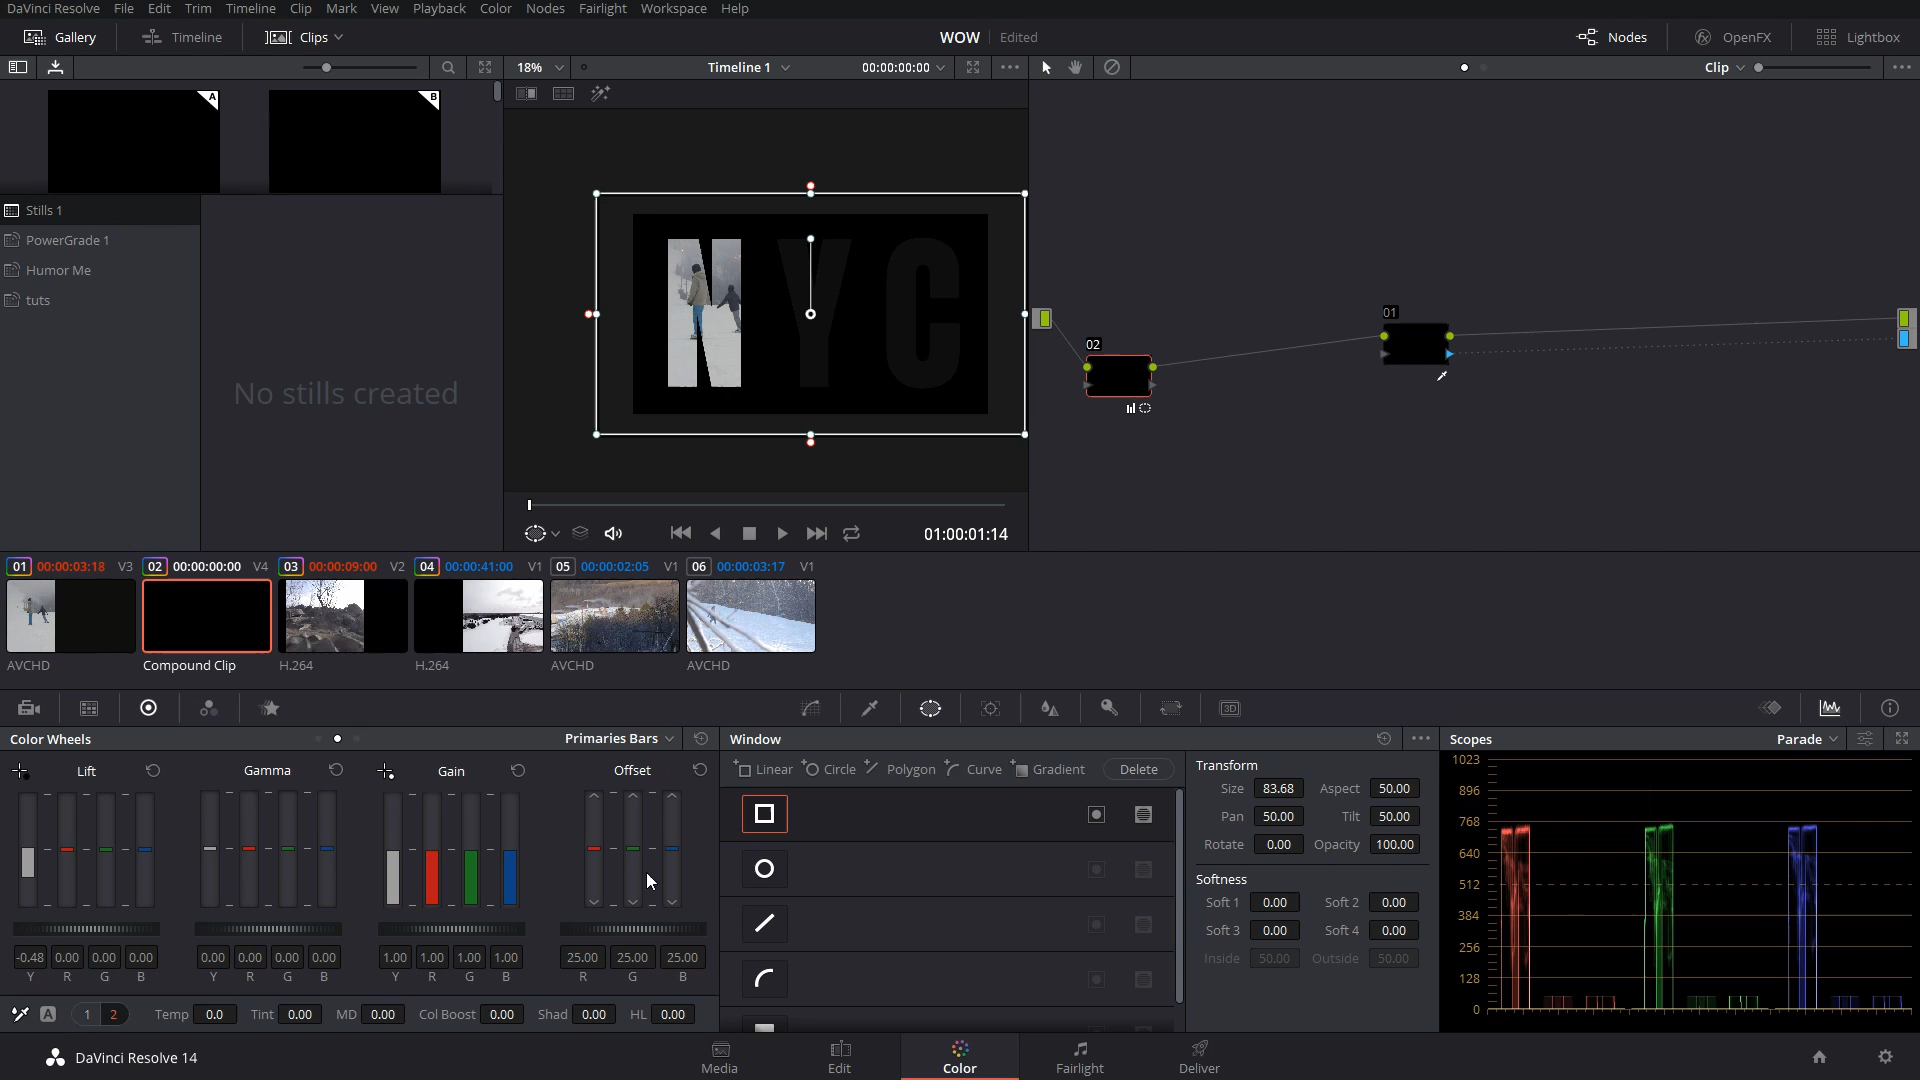 DaVinci Resolve File Edit Trim Timeline Clip Mark View Playback Color Nodes Fairlight Workspace Help
Gallery Timeline Clips WOW Edited Nodes OpenFX Lightbox
18% Timeline 1 00:00:00:00 Clip
A B
Stills 1
PowerGrade 1
Humor Me
tuts
No stills created
NYC
01
02
01:00:01:14
01 00:00:03:18 V3 02 00:00:00:00 V4 03 00:00:09:00 V2 04 00:00:41:00 V1 05 00:00:02:05 V1 06 00:00:03:17 V1
AVCHD Compound Clip H.264 H.264 AVCHD AVCHD
3D
Color Wheels Primaries Bars Window Scopes Parade
Lift Gamma Gain Offset
Linear Circle Polygon Curve Gradient Delete
Transform
Size 83.68 Aspect 50.00
Pan 50.00 Tilt 50.00
Rotate 0.00 Opacity 100.00
Softness
Soft 1 0.00 Soft 2 0.00
Soft 3 0.00 Soft 4 0.00
Inside 50.00 Outside 50.00
1023
896
768
640
512
384
256
128
0
-0.48 0.00 0.00 0.00 0.00 0.00 0.00 0.00 1.00 1.00 1.00 1.00 25.00 25.00 25.00
Y R G B Y R G B Y R G B R G B
A 1 2 Temp 0.0 Tint 0.00 MD 0.00 Col Boost 0.00 Shad 0.00 HL 0.00
DaVinci Resolve 14 Media Edit Color Fairlight Deliver